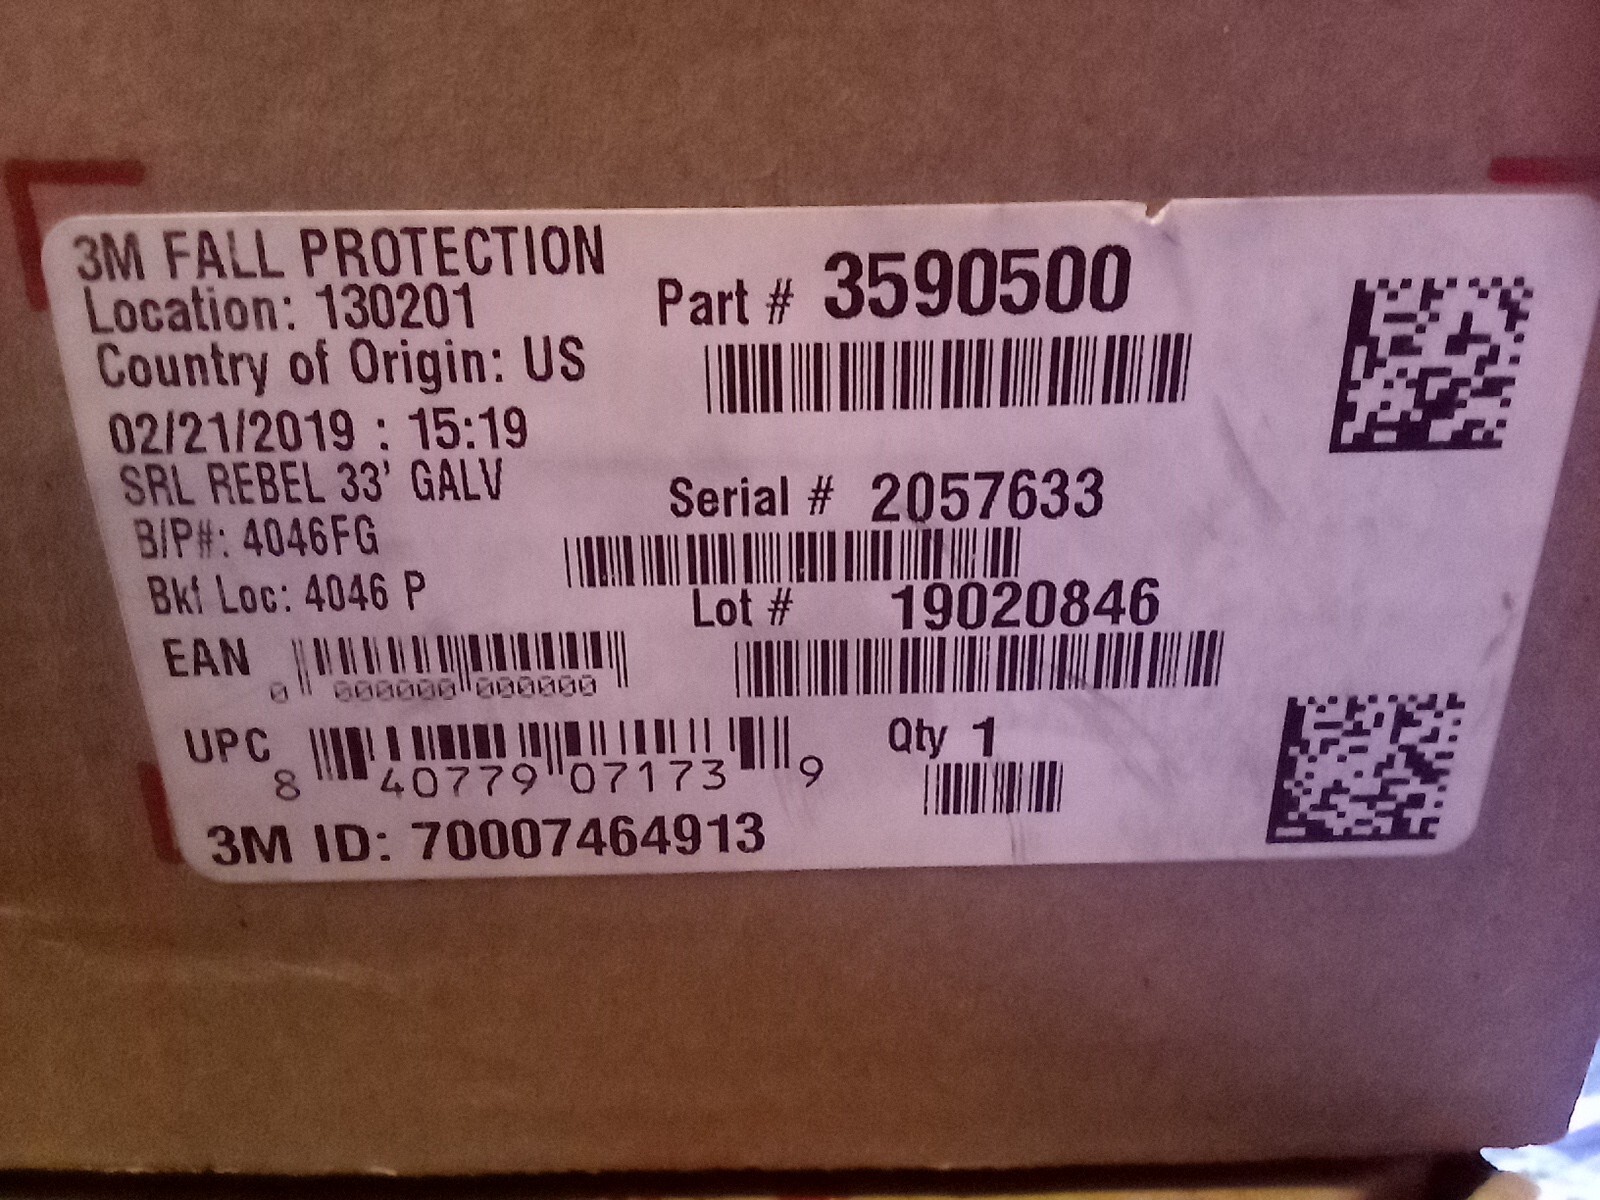 3M FALL PROTECTION
Location: 130201
Country of Origin: US
02/21/2019 : 15:19
SRL REBEL 33' GALV
B/P#: 4046FG
Bkf Loc: 4046 P
EAN
0 000000 000000
UPC
8 40779 07173 9
3M ID: 70007464913
Part # 3590500
Serial # 2057633
Lot # 19020846
Qty 1